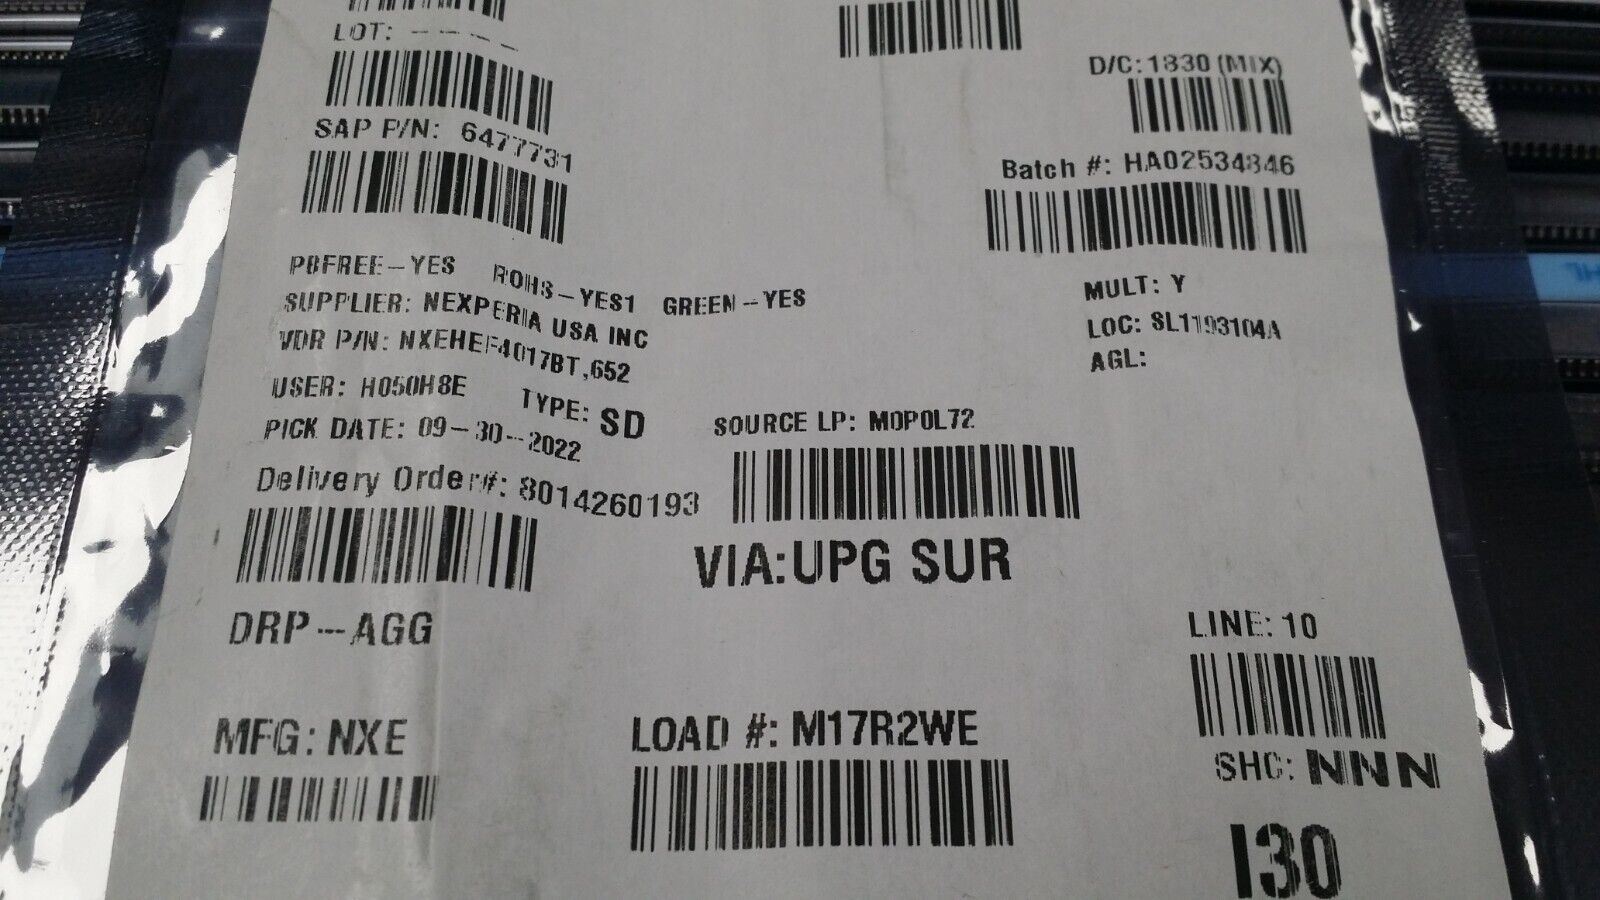 LOT: ----
D/C: 1830 (MIX)
SAP P/N: 6477731
Batch #: HA02534846
PBFREE-YES ROHS-YES1 GREEN-YES
MULT: Y
SUPPLIER: NEXPERIA USA INC
LOC: SL1193104A
VDR P/N: NXEHEF4017BT,652
AGL:
USER: H050H8E TYPE: SD
PICK DATE: 09-30-2022
SOURCE LP: M0P0L72
Delivery Order#: 8014260193
VIA:UPG SUR
DRP-AGG
LINE: 10
MFG: NXE
LOAD #: M17R2WE
SHC: NNN
I30